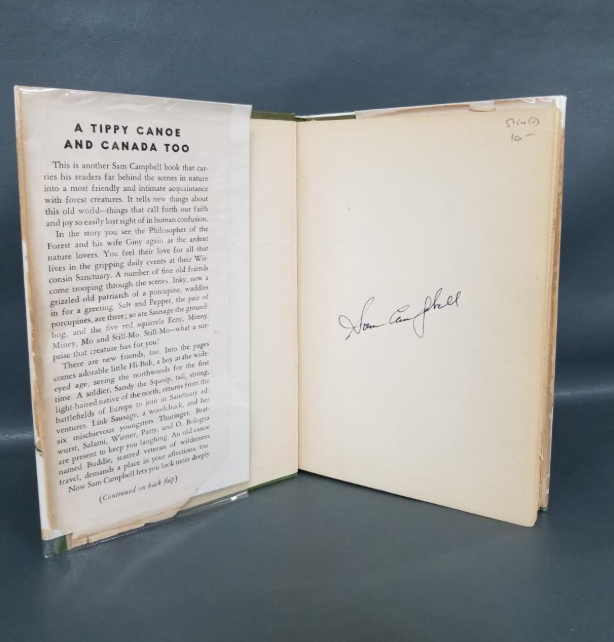 A TIPPY CANOE
AND CANADA TOO
This is another Sam Campbell book that car-
ries his readers far behind the scenes in nature
into a most friendly and intimate acquaintance
with forest creatures. It tells new things about
this old world—things that call forth our faith
and joy so easily lost sight of in human confusion.
In the story you see the Philosopher of the
Forest and his wife Giny again as the ardent
nature lovers. You feel their love for all that
lives in the gripping daily events at their Wis-
consin Sanctuary. A number of fine old friends
come trooping through the scenes. Inky, now a
grizzled old patriarch of a porcupine, waddles
in for a greeting. Salt and Pepper, the pair of
porcupines, are there; so are Sausage the ground-
hog, and the five red squirrels Eeny, Meeny,
Miney, Mo and Still-Mo. Still-Mo—what a sur-
prise that creature has for you!
There are new friends, too. Into the pages
comes adorable little Hi-Bub, a boy at the wide-
eyed age, seeing the northwoods for the first
time. A soldier, Sandy the Squeip, tall, strong,
light-haired native of the north, returns from the
battlefields of Europe to join in Sanctuary ad-
ventures. Link Sausage, a woodchuck, and her
six mischievous youngsters Thuringer, Brat-
wurst, Salami, Wiener, Patty, and O. Bologna
are present to keep you laughing. An old canoe
named Buddie, scarred veteran of wilderness
travel, demands a place in your affections, too.
Now Sam Campbell lets you look more deeply
(Continued on back flap)
10—
Sam Campbell